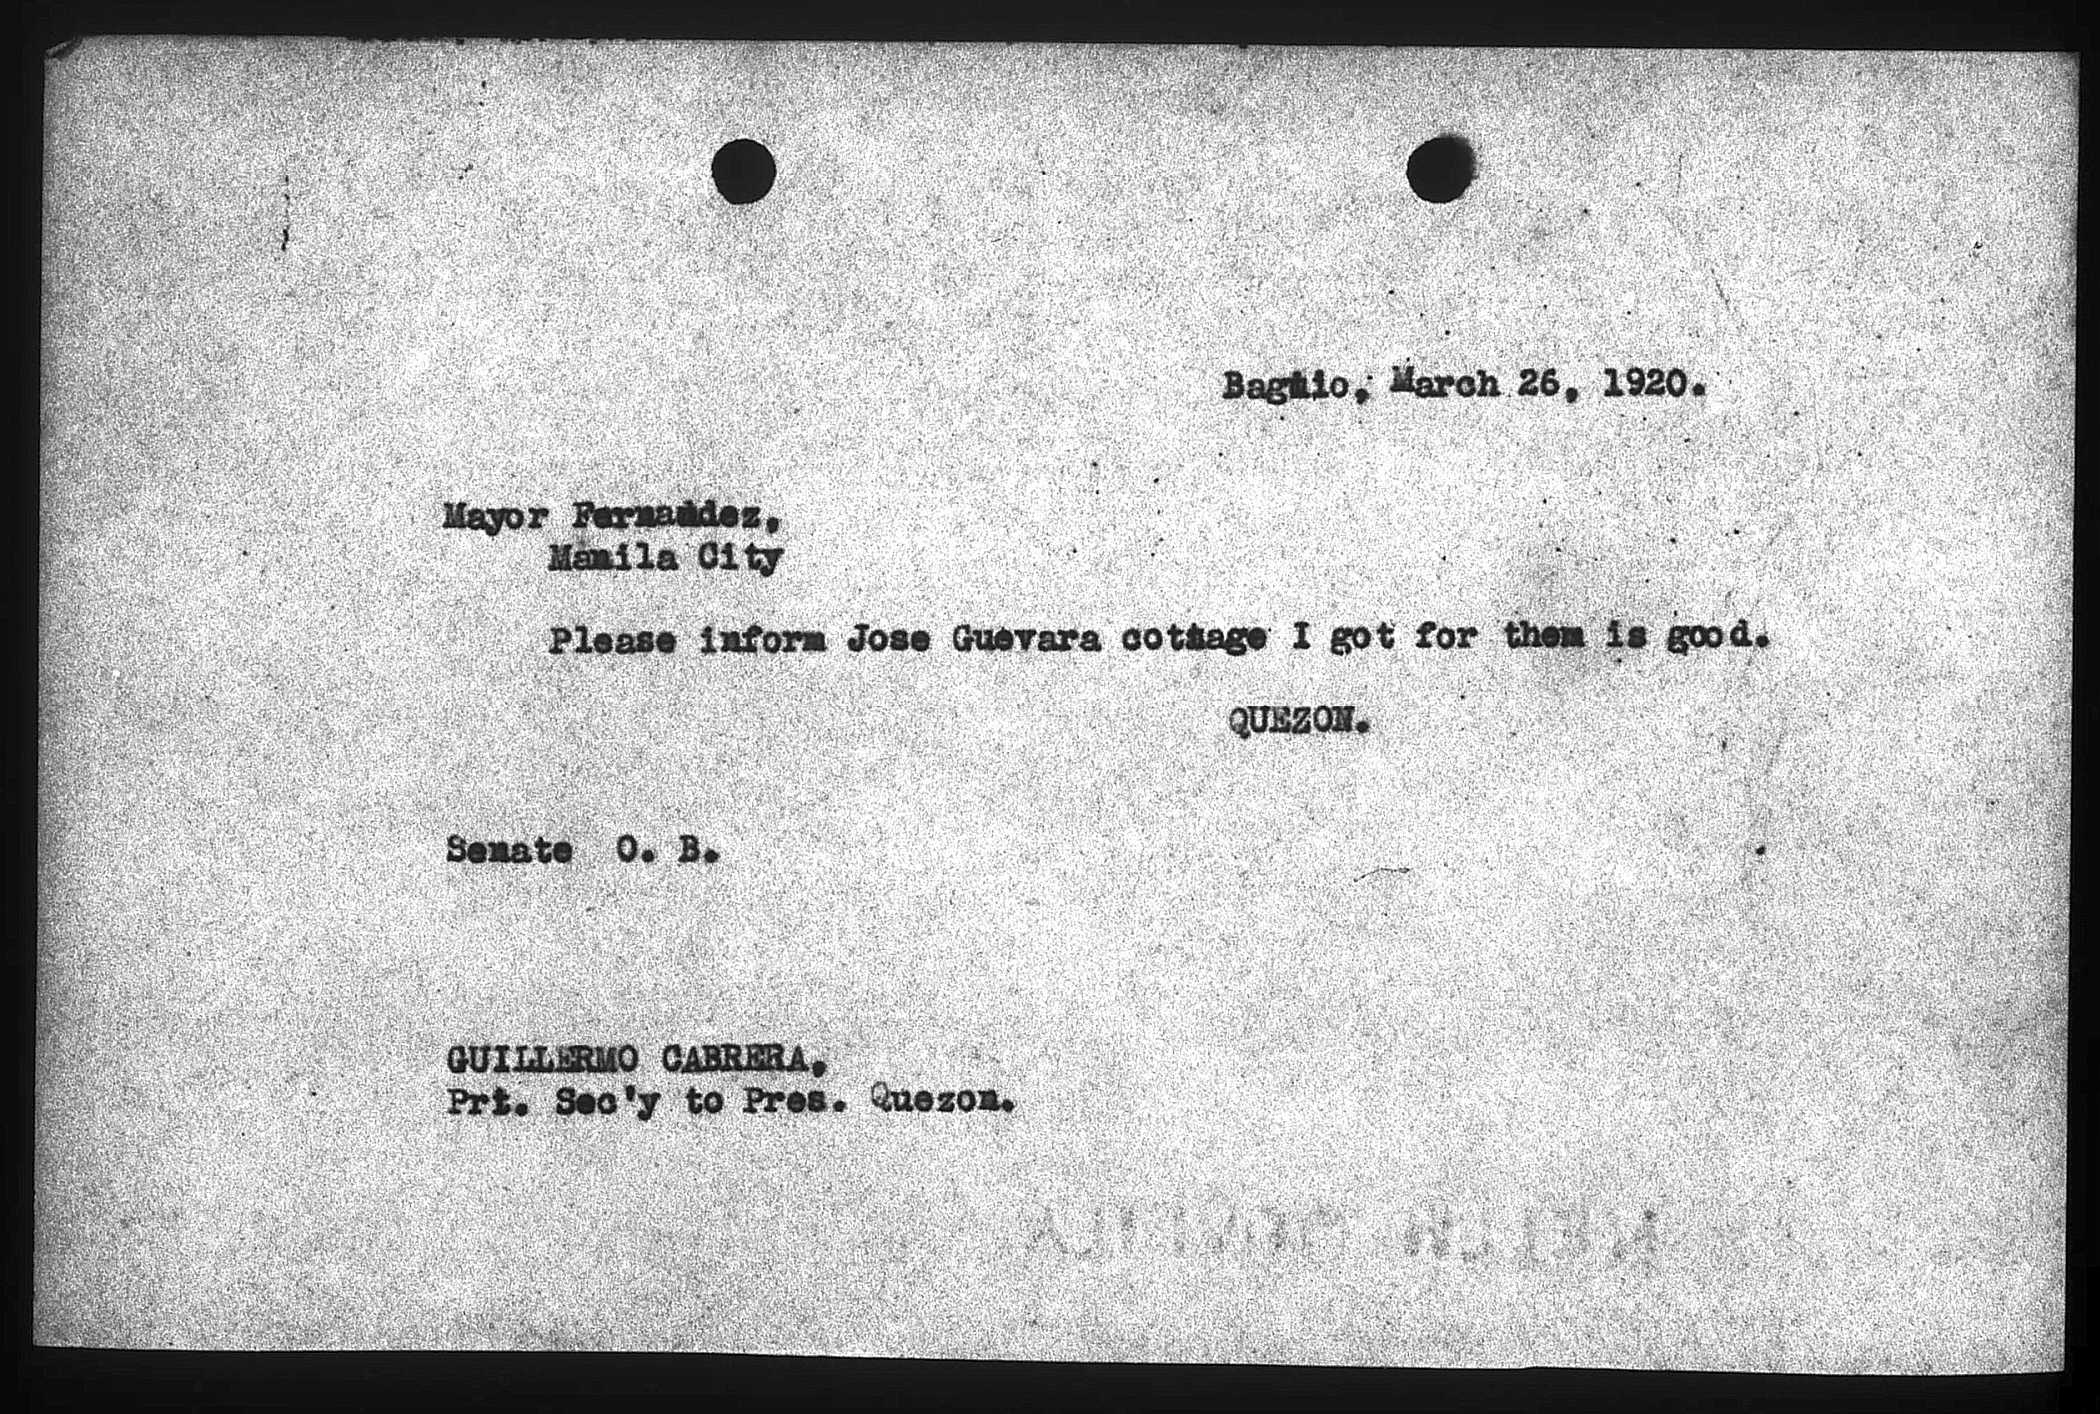 Baguio, March 26, 1920.
Mayor Fernandez,
Manila City
Please inform Jose Guevara cottage I got for them is good.
QUEZON.
Senate O. B.
GUILLERMO CABRERA,
Prt. Sec'y to Pres. Quezon.